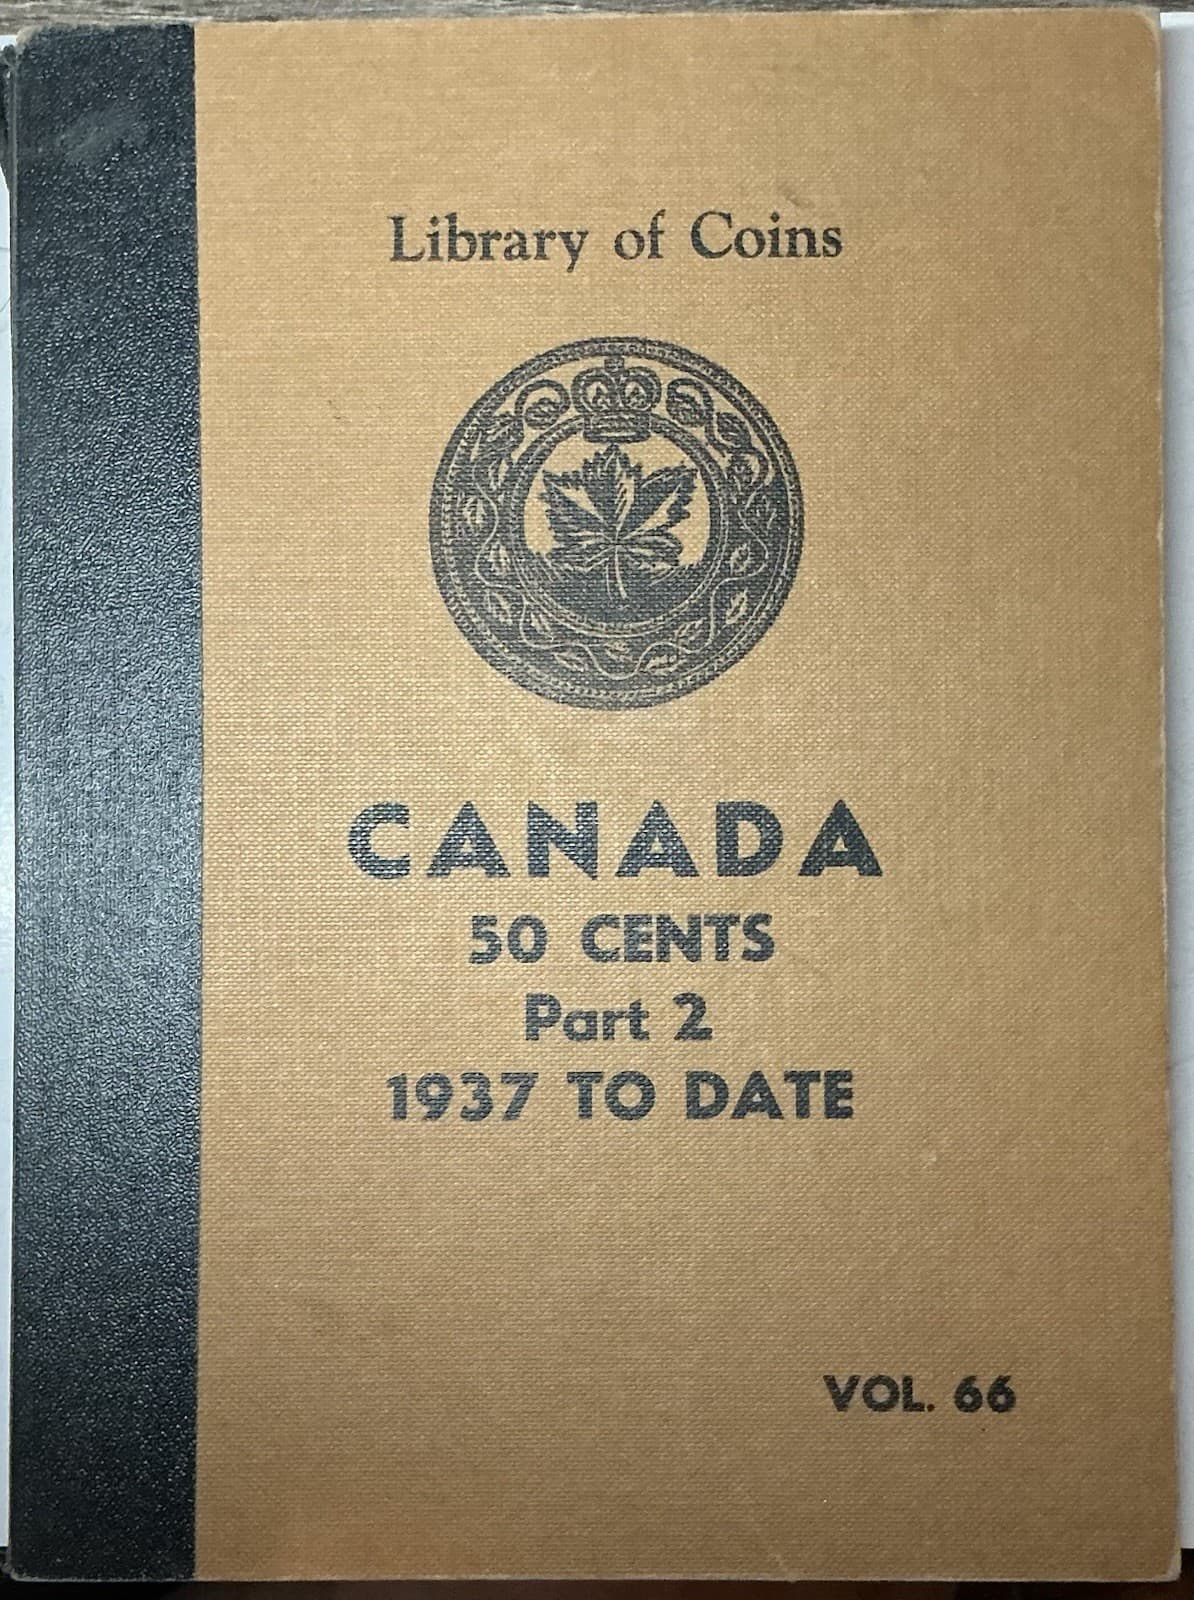 Library of Coins
CANADA
50 CENTS
Part 2
1937 TO DATE
VOL. 66